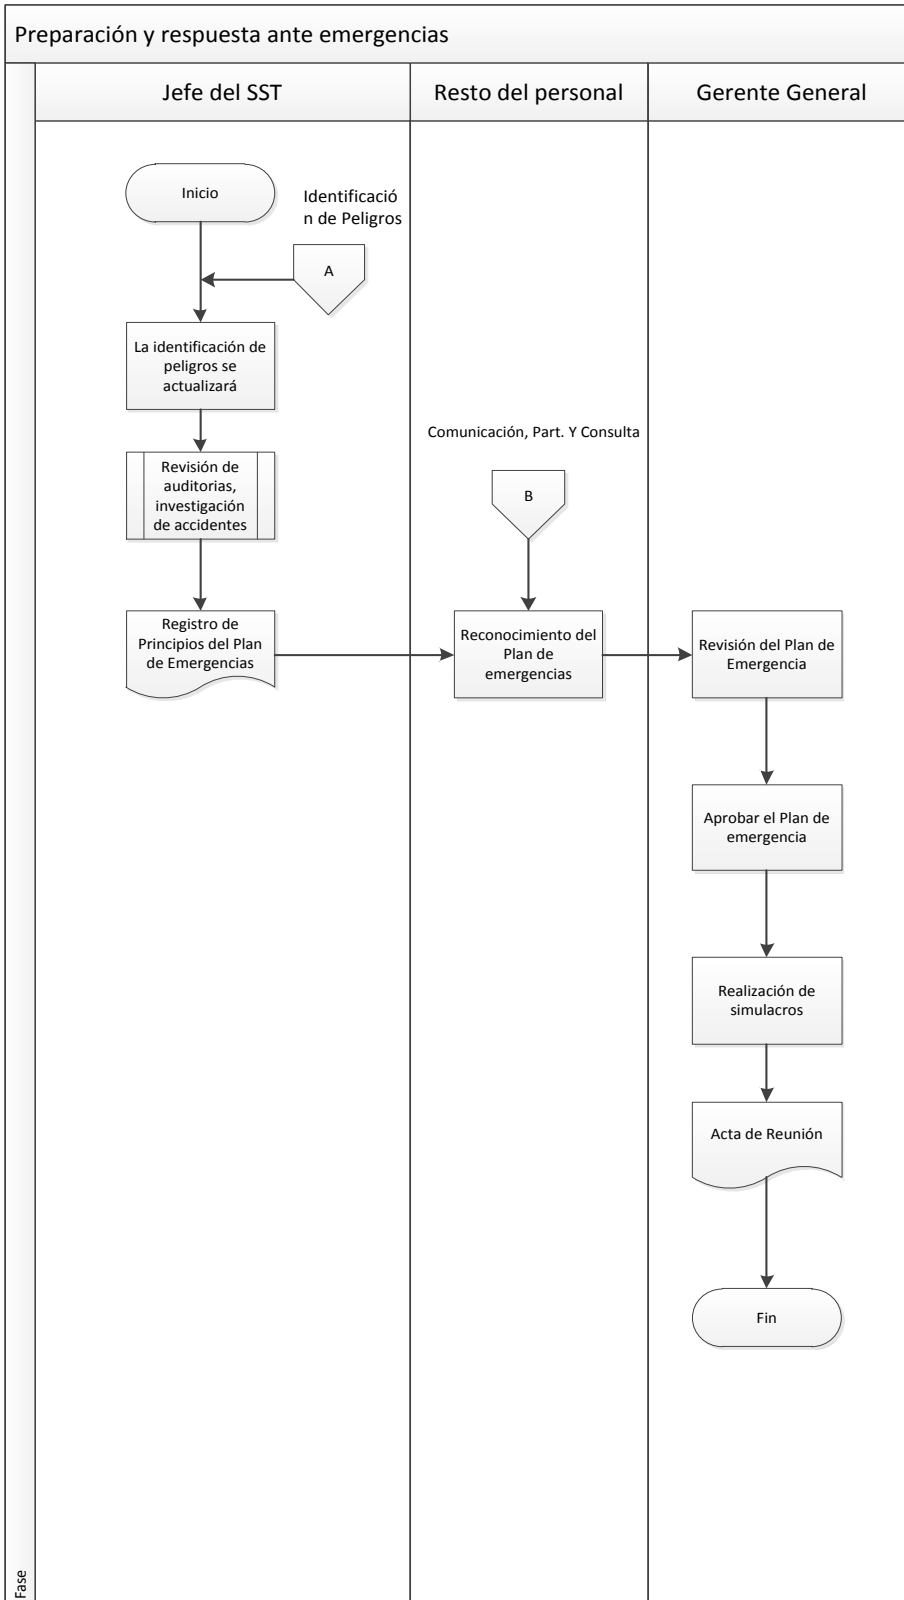 Preparación y respuesta ante emergencias
Jefe del SST
Resto del personal
Gerente General
Inicio
Identificació
n de Peligros
A
La identificación de
peligros se
actualizará
Comunicación, Part. Y Consulta
Revisión de
auditorias,
investigación
de accidentes
B
Registro de
Principios del Plan
de Emergencias
Reconocimiento del
Plan de
emergencias
Revisión del Plan de
Emergencia
Aprobar el Plan de
emergencia
Realización de
simulacros
Acta de Reunión
Fin
Fase